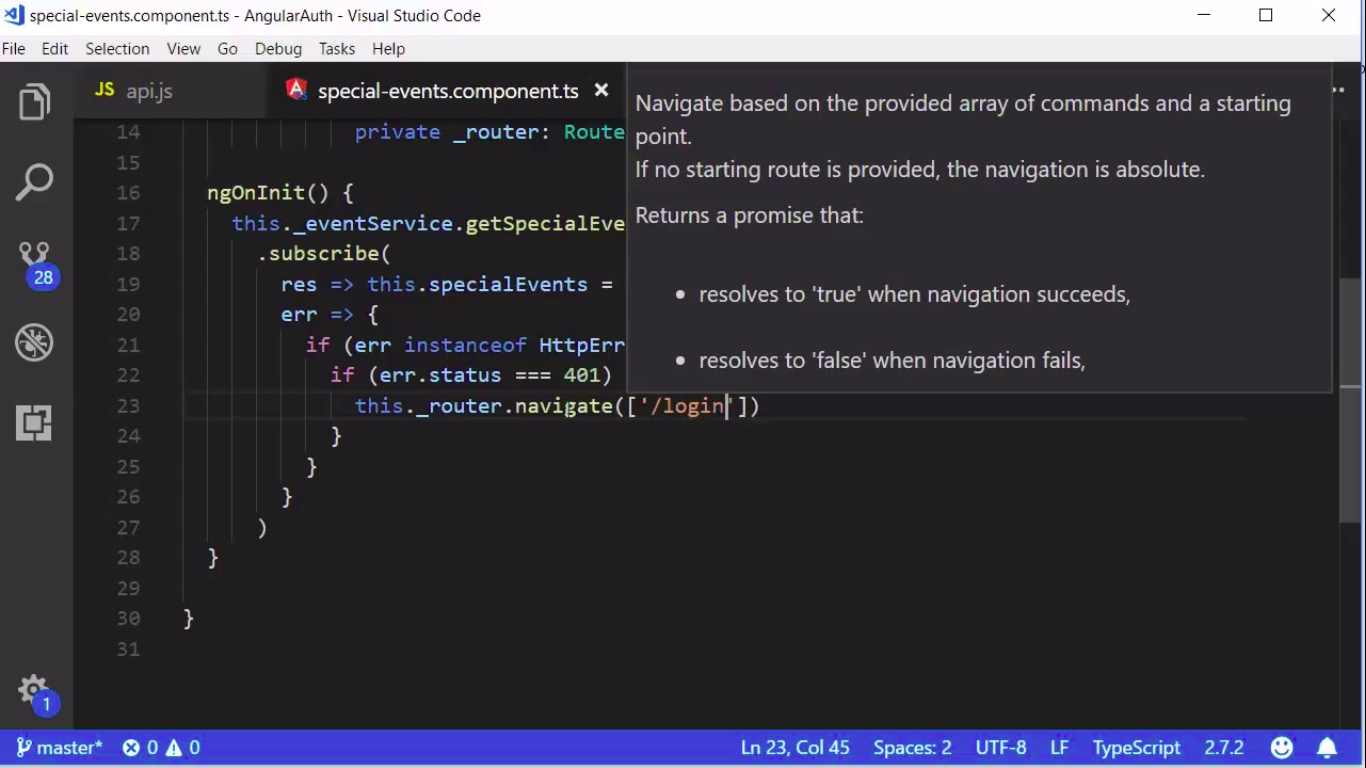 special-events.component.ts - AngularAuth - Visual Studio Code
File Edit Selection View Go Debug Tasks Help
JS api.js special-events.component.ts
14 private _router: Route
15
16 ngOnInit() {
17 this._eventService.getSpecialEve
18 .subscribe(
19 res => this.specialEvents =
20 err => {
21 if (err instanceof HttpErr
22 if (err.status === 401)
23 this._router.navigate(['/login'])
24 }
25 }
26 }
27 )
28 }
29
30 }
31
Navigate based on the provided array of commands and a starting
point.
If no starting route is provided, the navigation is absolute.
Returns a promise that:
• resolves to 'true' when navigation succeeds,
• resolves to 'false' when navigation fails,
28
1
master* 0 0 Ln 23, Col 45 Spaces: 2 UTF-8 LF TypeScript 2.7.2